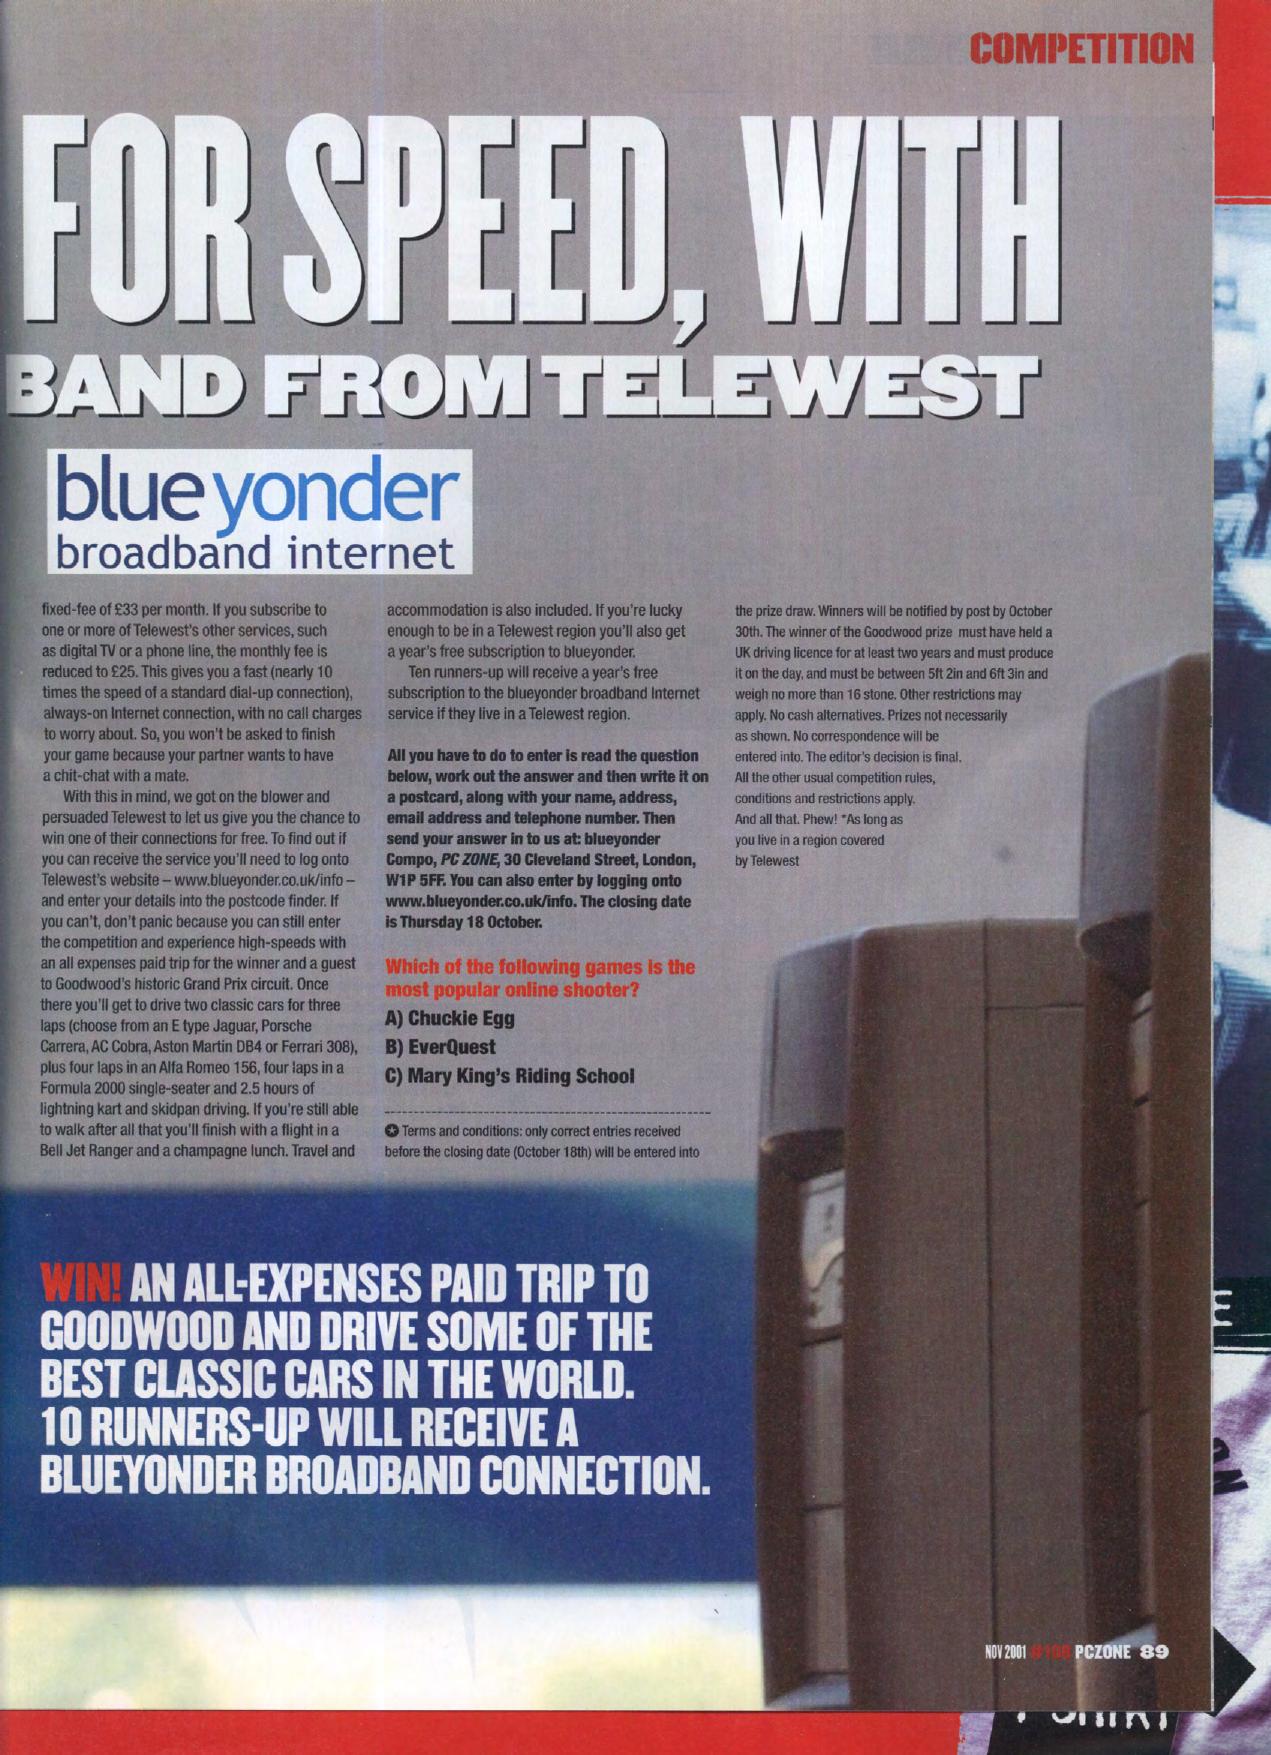 COMPETITION
FOR SPEED, WITH
BAND FROM TELEWEST
blueyonder
broadband internet
fixed-fee of £33 per month. If you subscribe to
one or more of Telewest's other services, such
as digital TV or a phone line, the monthly fee is
reduced to £25. This gives you a fast (nearly 10
times the speed of a standard dial-up connection),
always-on Internet connection, with no call charges
to worry about. So, you won't be asked to finish
your game because your partner wants to have
a chit-chat with a mate.
With this in mind, we got on the blower and
persuaded Telewest to let us give you the chance to
win one of their connections for free. To find out if
you can receive the service you'll need to log onto
Telewest's website – www.blueyonder.co.uk/info –
and enter your details into the postcode finder. If
you can't, don't panic because you can still enter
the competition and experience high-speeds with
an all expenses paid trip for the winner and a guest
to Goodwood's historic Grand Prix circuit. Once
there you'll get to drive two classic cars for three
laps (choose from an E type Jaguar, Porsche
Carrera, AC Cobra, Aston Martin DB4 or Ferrari 308),
plus four laps in an Alfa Romeo 156, four laps in a
Formula 2000 single-seater and 2.5 hours of
lightning kart and skidpan driving. If you're still able
to walk after all that you'll finish with a flight in a
Bell Jet Ranger and a champagne lunch. Travel and
accommodation is also included. If you're lucky
enough to be in a Telewest region you'll also get
a year's free subscription to blueyonder.
Ten runners-up will receive a year's free
subscription to the blueyonder broadband Internet
service if they live in a Telewest region.
All you have to do to enter is read the question
below, work out the answer and then write it on
a postcard, along with your name, address,
email address and telephone number. Then
send your answer in to us at: blueyonder
Compo, PC ZONE, 30 Cleveland Street, London,
W1P 5FF. You can also enter by logging onto
www.blueyonder.co.uk/info. The closing date
is Thursday 18 October.
Which of the following games is the
most popular online shooter?
A) Chuckie Egg
B) EverQuest
C) Mary King's Riding School
Terms and conditions: only correct entries received
before the closing date (October 18th) will be entered into
the prize draw. Winners will be notified by post by October
30th. The winner of the Goodwood prize must have held a
UK driving licence for at least two years and must produce
it on the day, and must be between 5ft 2in and 6ft 3in and
weigh no more than 16 stone. Other restrictions may
apply. No cash alternatives. Prizes not necessarily
as shown. No correspondence will be
entered into. The editor's decision is final.
All the other usual competition rules,
conditions and restrictions apply.
And all that. Phew! *As long as
you live in a region covered
by Telewest
WIN! AN ALL-EXPENSES PAID TRIP TO
GOODWOOD AND DRIVE SOME OF THE
BEST CLASSIC CARS IN THE WORLD.
10 RUNNERS-UP WILL RECEIVE A
BLUEYONDER BROADBAND CONNECTION.
NOV 2001 #108 PCZONE 89